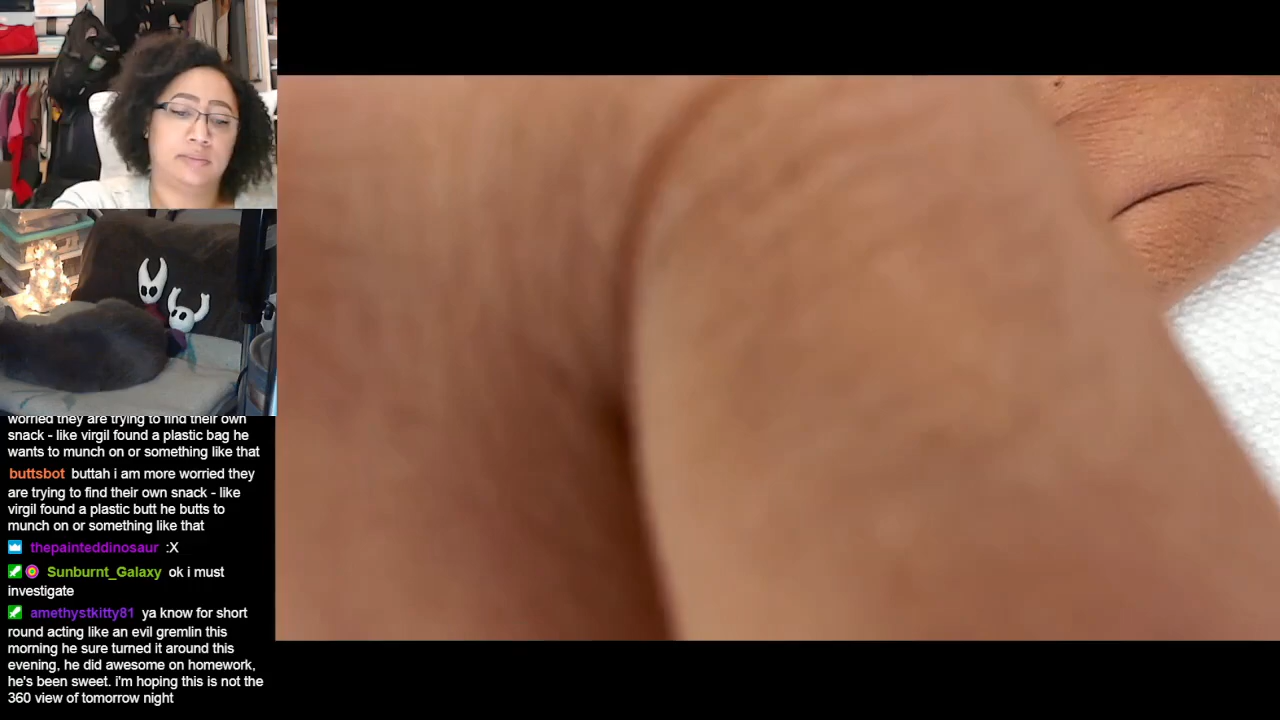 worried they are trying to find their own
snack - like virgil found a plastic bag he
wants to munch on or something like that
buttsbot buttah i am more worried they
are trying to find their own snack - like
virgil found a plastic butt he butts to
munch on or something like that
thepainteddinosaur :X
Sunburnt_Galaxy ok i must
investigate
amethystkitty81 ya know for short
round acting like an evil gremlin this
morning he sure turned it around this
evening, he did awesome on homework,
he's been sweet. i'm hoping this is not the
360 view of tomorrow night